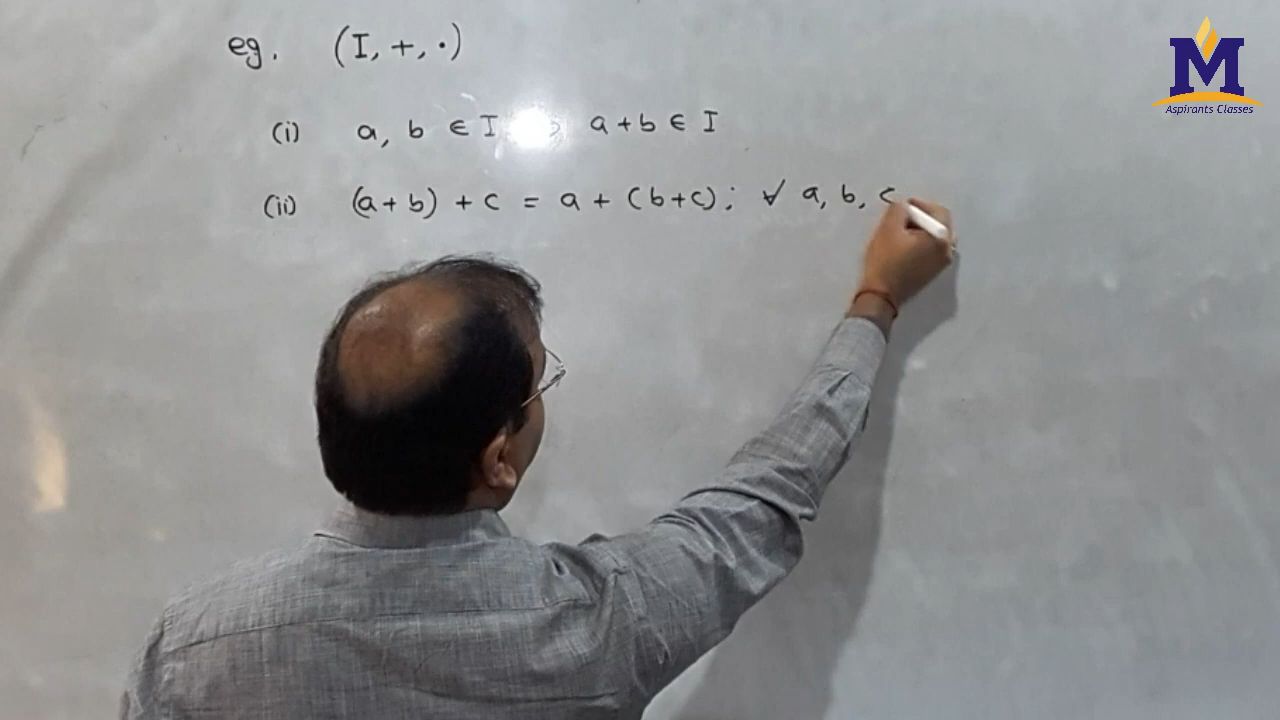 eg. (I, +, ·)
(i) a, b ∈ I a + b ∈ I
(ii) (a + b) + c = a + (b + c); ∀ a, b, c
M
Aspirants Classes